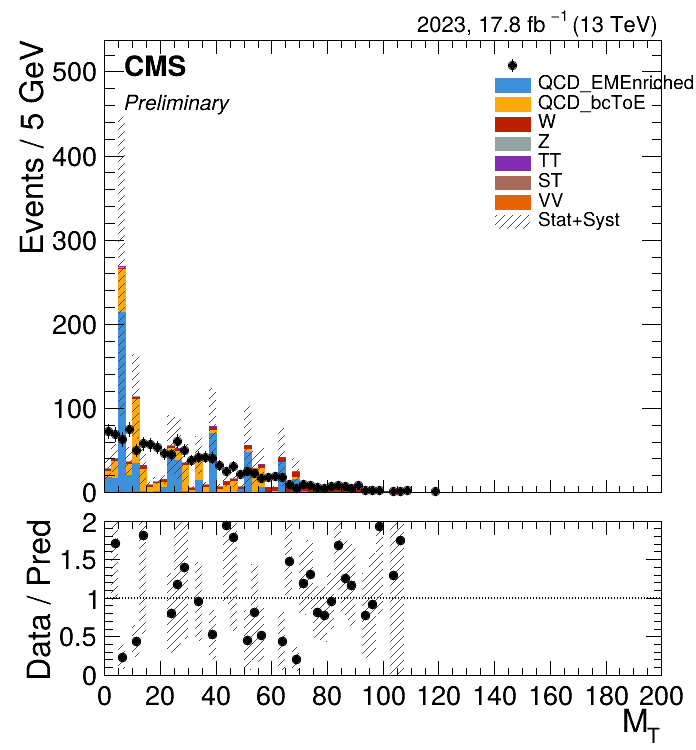 2023, 17.8 fb⁻¹ (13 TeV)
Events / 5 GeV
500
400
300
200
100
0
CMS
Preliminary
QCD_EMEnriched
QCD_bcToE
W
Z
TT
ST
VV
Stat+Syst
Data / Pred
2
1.5
1
0.5
0
0 20 40 60 80 100 120 140 160 180 200
M_T